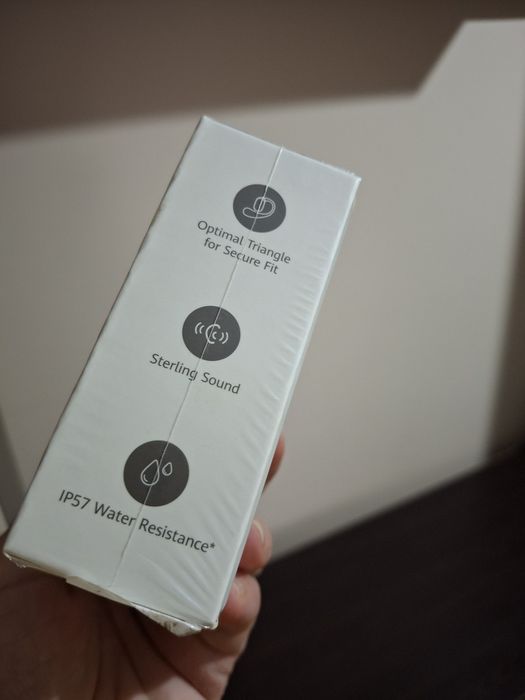 Optimal Triangle
for Secure Fit
Sterling Sound
IP57 Water Resistance*